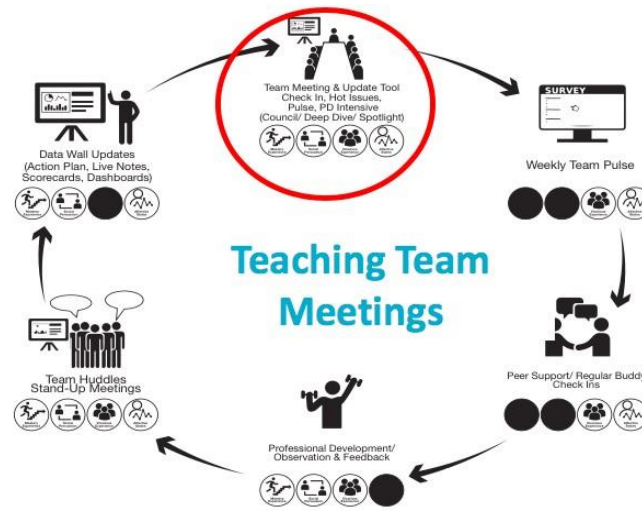 Team Meeting & Update Tool
Check In, Hot Issues,
Pulse, PD Intensive
(Council/ Deep Dive/ Spotlight)
SURVEY
Weekly Team Pulse
Peer Support/ Regular Buddy
Check Ins
Professional Development/
Observation & Feedback
Team Huddles
Stand-Up Meetings
Data Wall Updates
(Action Plan, Live Notes,
Scorecards, Dashboards)
Teaching Team
Meetings